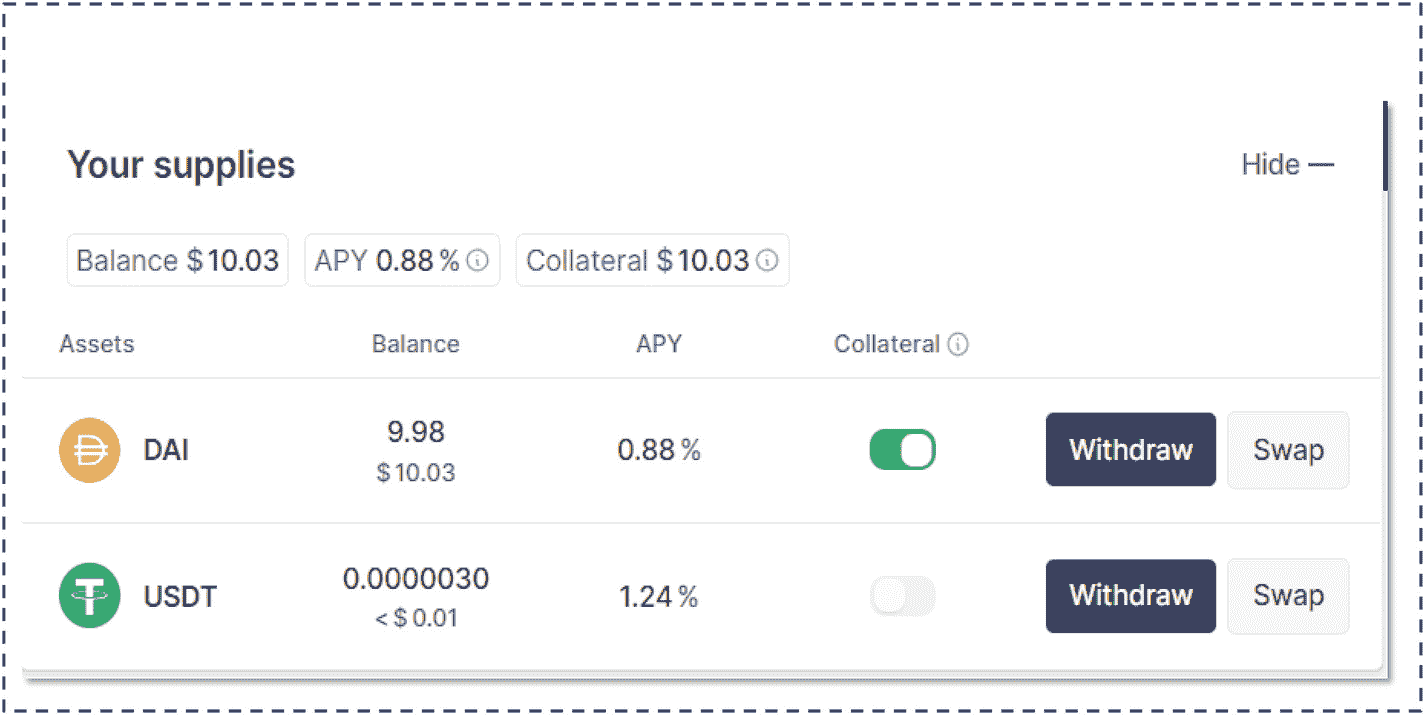 Your supplies
Hide —
Balance $10.03 APY 0.88% Collateral $10.03
Assets Balance APY Collateral
DAI 9.98 $10.03 0.88% Withdraw Swap
USDT 0.0000030 <$0.01 1.24% Withdraw Swap